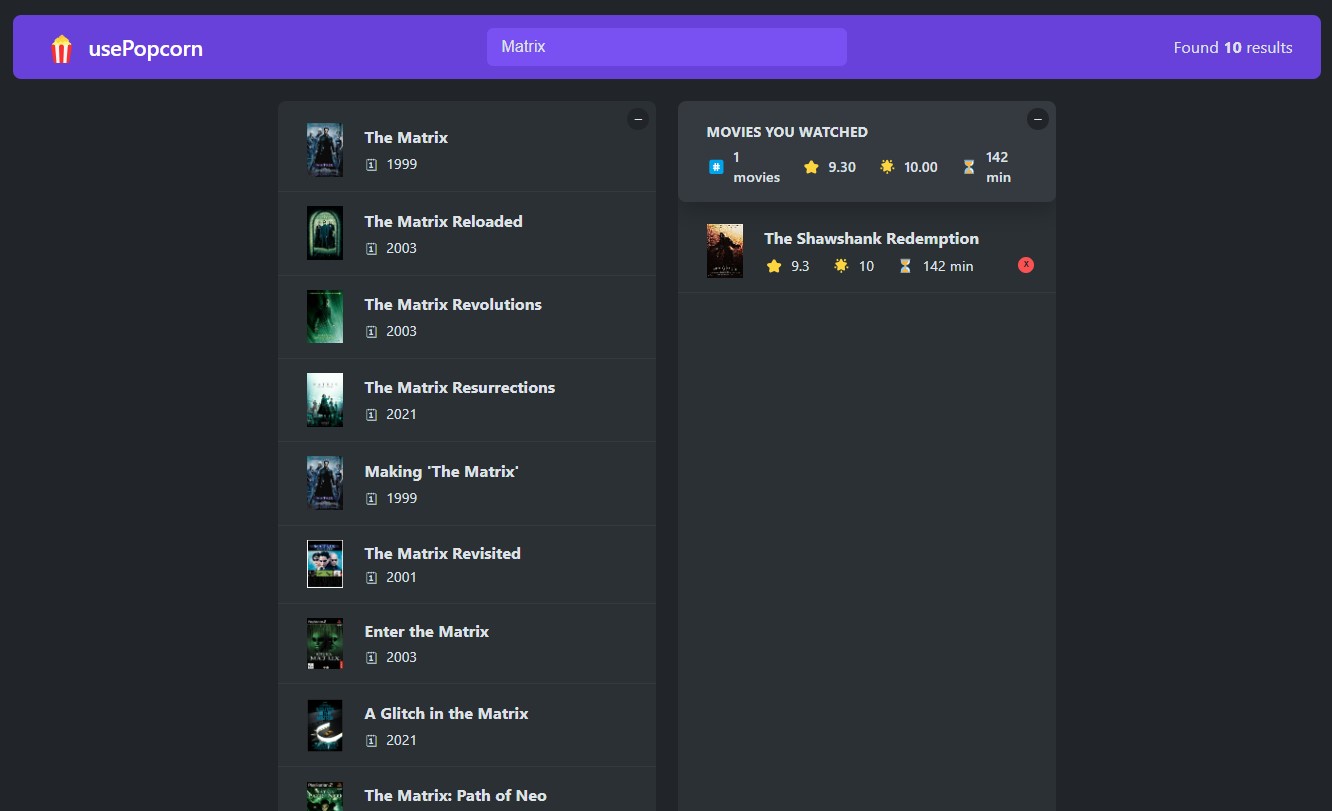 usePopcorn
Matrix
Found 10 results
–
The Matrix
1999
The Matrix Reloaded
2003
The Matrix Revolutions
2003
The Matrix Resurrections
2021
Making 'The Matrix'
1999
The Matrix Revisited
2001
Enter the Matrix
2003
A Glitch in the Matrix
2021
The Matrix: Path of Neo
–
MOVIES YOU WATCHED
#️⃣ 1 movies
⭐️ 9.30
🌟 10.00
⏳ 142 min
The Shawshank Redemption
⭐️ 9.3
🌟 10
⏳ 142 min
X